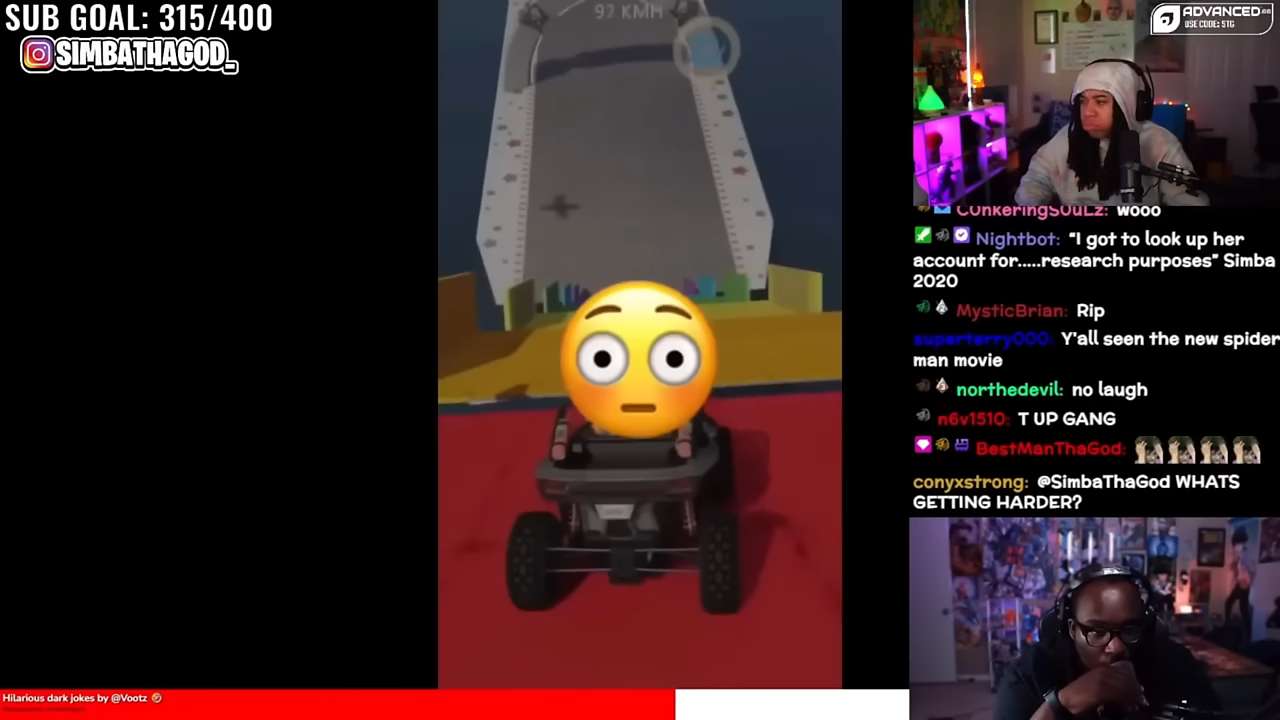 SUB GOAL: 315/400
SIMBATHAGOD_
97 KMH
ADVANCED.GG
USE CODE: STG
C0nkeringS0uLz: wooo
Nightbot: “I got to look up her
account for.....research purposes” Simba
2020
MysticBrian: Rip
superterry000: Y'all seen the new spider
man movie
northedevil: no laugh
n6v1510: T UP GANG
BestManThaGod:
conyxstrong: @SimbaThaGod WHATS
GETTING HARDER?
Hilarious dark jokes by @Vootz 🤣